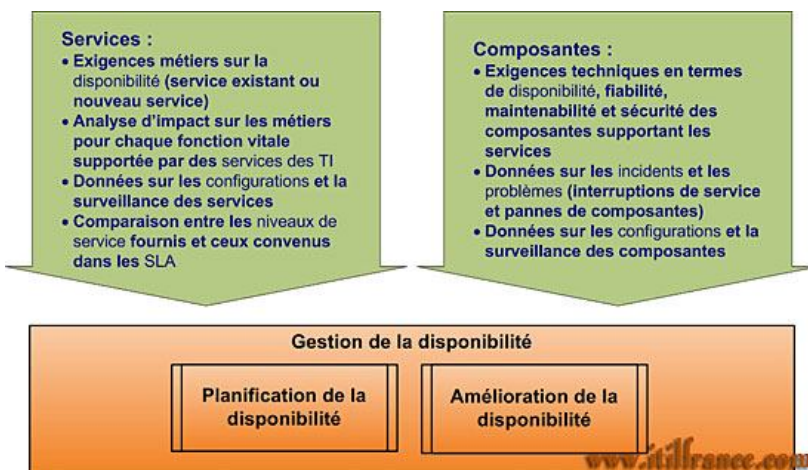 Services :
• Exigences métiers sur la
disponibilité (service existant ou
nouveau service)
• Analyse d'impact sur les métiers
pour chaque fonction vitale
supportée par des services des TI
• Données sur les configurations et la
surveillance des services
• Comparaison entre les niveaux de
service fournis et ceux convenus
dans les SLA
Composantes :
• Exigences techniques en termes
de disponibilité, fiabilité,
maintenabilité et sécurité des
composantes supportant les
services
• Données sur les incidents et les
problèmes (interruptions de service
et pannes de composantes)
• Données sur les configurations et la
surveillance des composantes
Gestion de la disponibilité
Planification de la
disponibilité
Amélioration de la
disponibilité
www.itilfrance.com